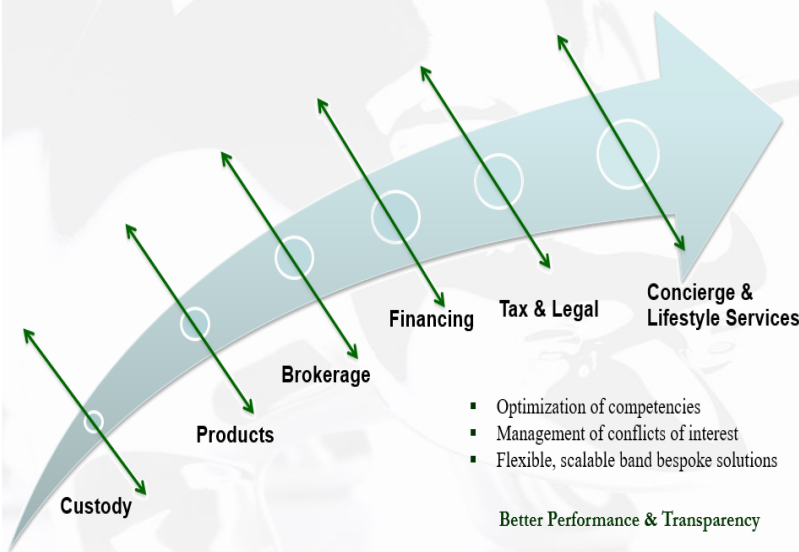 Custody
Products
Brokerage
Financing
Tax & Legal
Concierge &
Lifestyle Services
▪ Optimization of competencies
▪ Management of conflicts of interest
▪ Flexible, scalable band bespoke solutions
Better Performance & Transparency